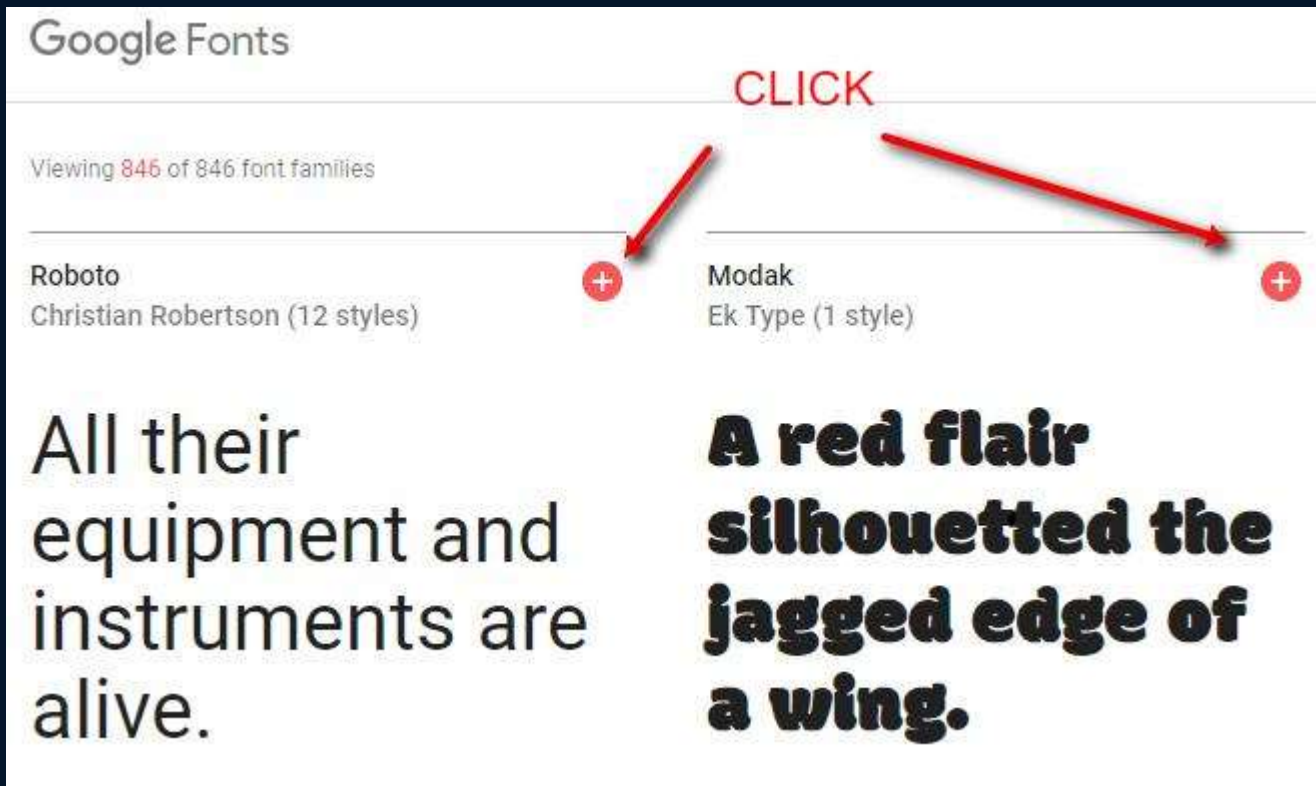 Google Fonts
CLICK
Viewing 846 of 846 font families
Roboto
Christian Robertson (12 styles)
All their
equipment and
instruments are
alive.
Modak
Ek Type (1 style)
A red flair
silhouetted the
jagged edge of
a wing.